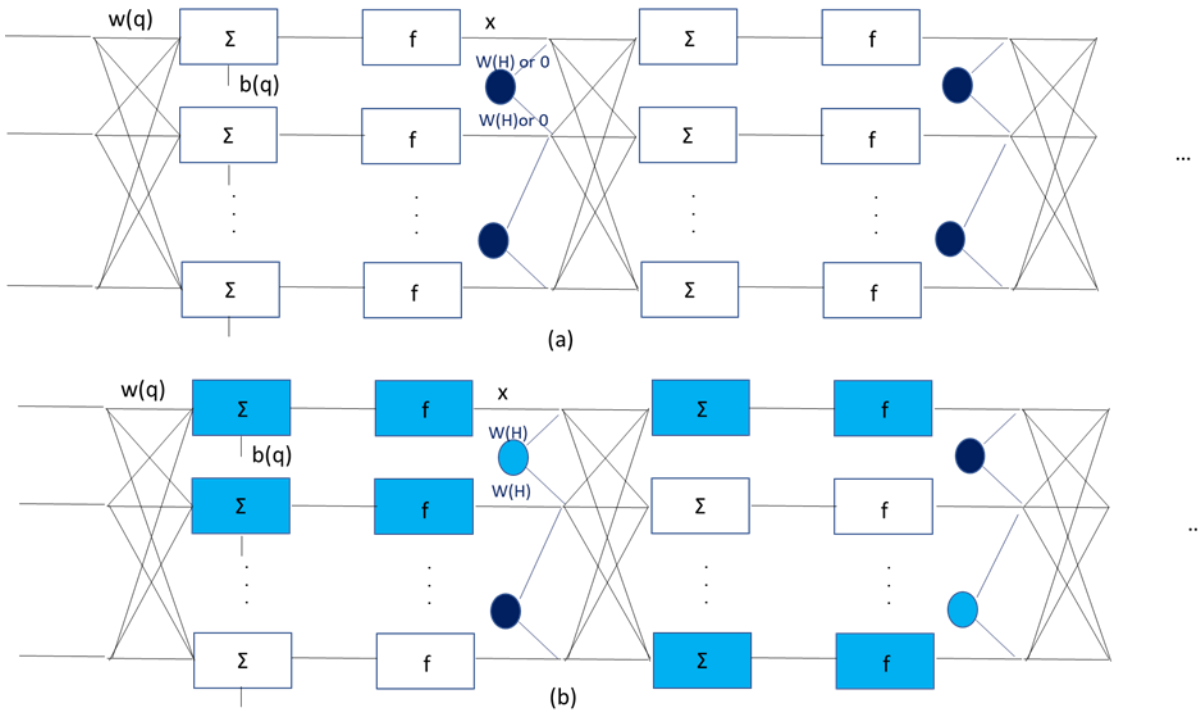 w(q) Σ f x Σ f
W(H) or 0
b(q)
W(H)or 0
Σ f Σ f
...
Σ f Σ f
(a)
w(q) Σ f x Σ f
W(H)
b(q)
W(H)
Σ f Σ f
..
Σ f Σ f
(b)